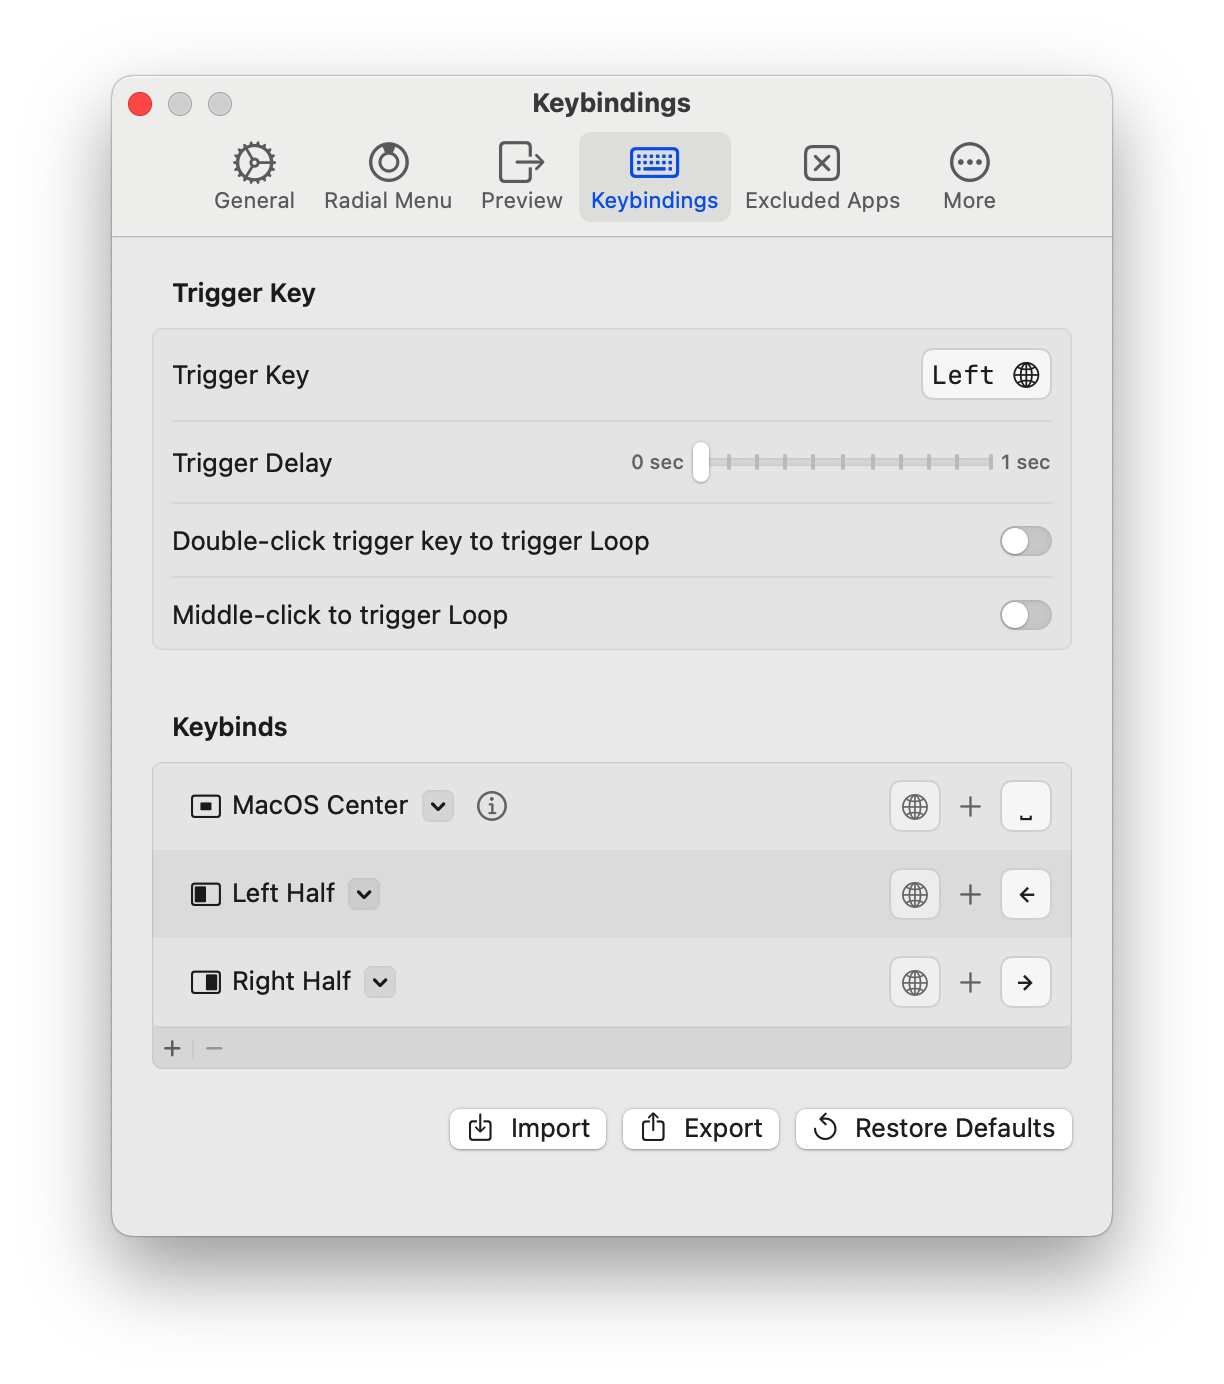 Keybindings
General Radial Menu Preview Keybindings Excluded Apps More
Trigger Key
Trigger Key Left
Trigger Delay 0 sec 1 sec
Double-click trigger key to trigger Loop
Middle-click to trigger Loop
Keybinds
MacOS Center + ␣
Left Half + ←
Right Half + →
+ −
Import Export Restore Defaults